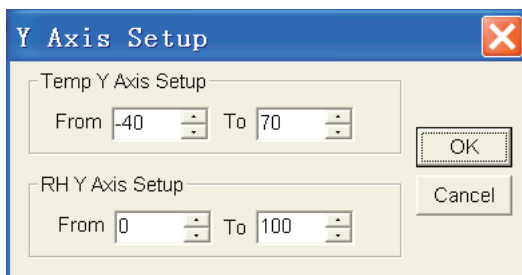 Y Axis Setup
Temp Y Axis Setup
From -40 To 70
OK
RH Y Axis Setup
Cancel
From 0 To 100